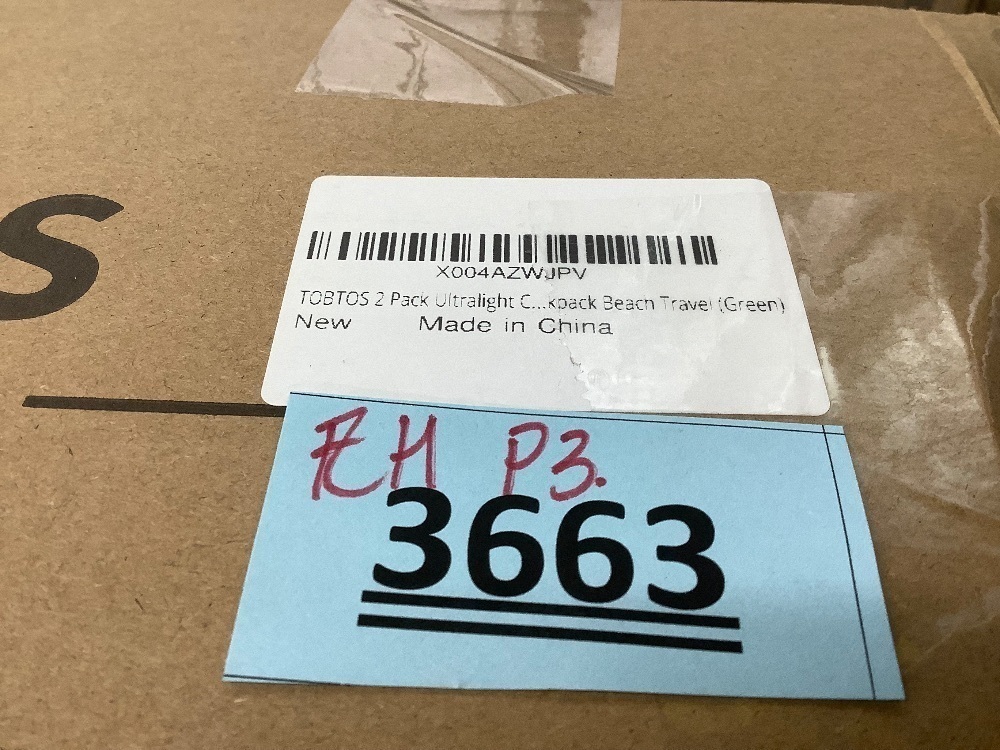 S
X004AZWJPV
TOBTOS 2 Pack Ultralight C...kpack Beach Travel (Green)
New Made in China
EH P3.
3663